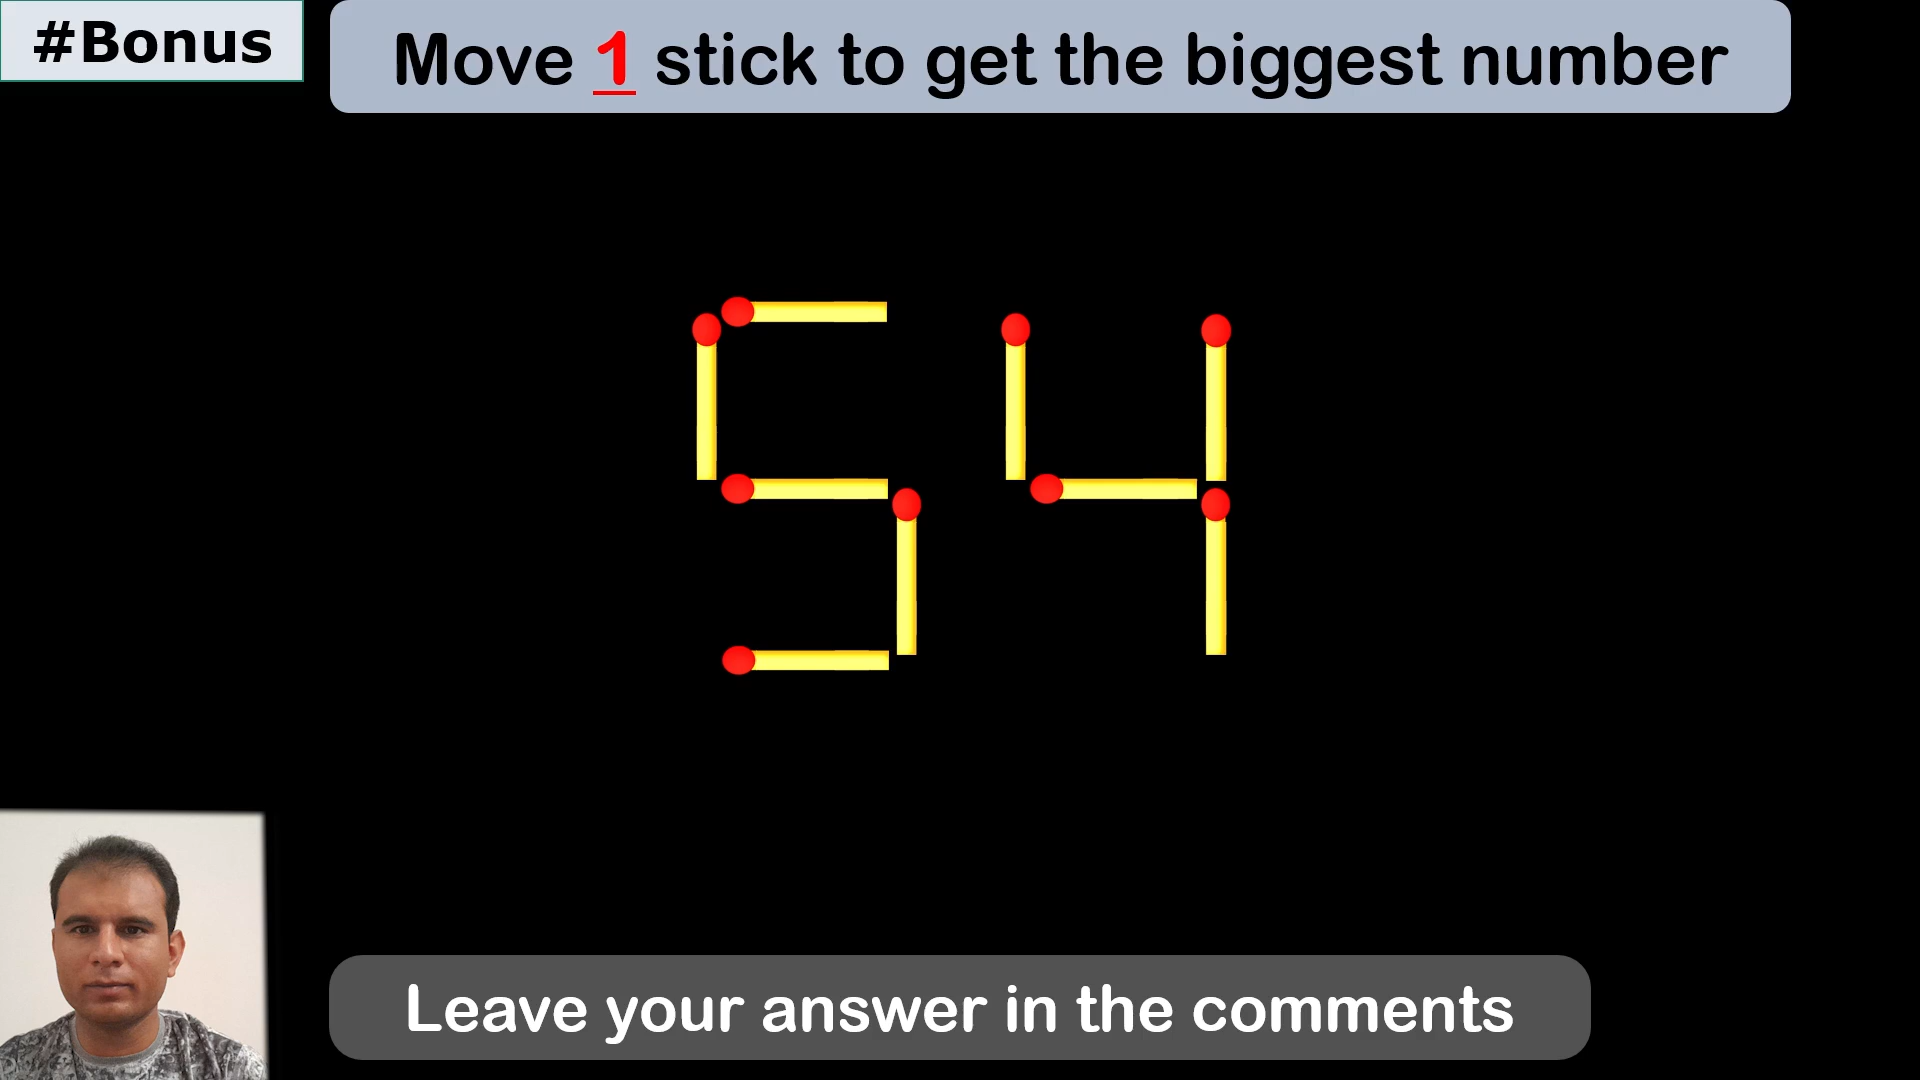 #Bonus
Move 1 stick to get the biggest number
54
Leave your answer in the comments